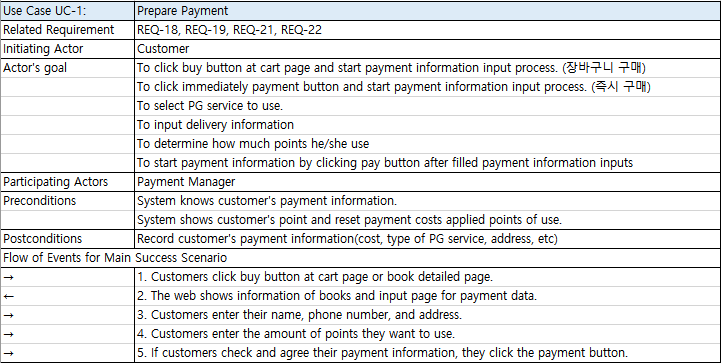 Use Case UC-1: Prepare Payment
Related Requirement REQ-18, REQ-19, REQ-21, REQ-22
Initiating Actor Customer
Actor's goal To click buy button at cart page and start payment information input process. (장바구니 구매)
To click immediately payment button and start payment information input process. (즉시 구매)
To select PG service to use.
To input delivery information
To determine how much points he/she use
To start payment information by clicking pay button after filled payment information inputs
Participating Actors Payment Manager
Preconditions System knows customer's payment information.
System shows customer's point and reset payment costs applied points of use.
Postconditions Record customer's payment information(cost, type of PG service, address, etc)
Flow of Events for Main Success Scenario
→ 1. Customers click buy button at cart page or book detailed page.
← 2. The web shows information of books and input page for payment data.
→ 3. Customers enter their name, phone number, and address.
→ 4. Customers enter the amount of points they want to use.
→ 5. If customers check and agree their payment information, they click the payment button.